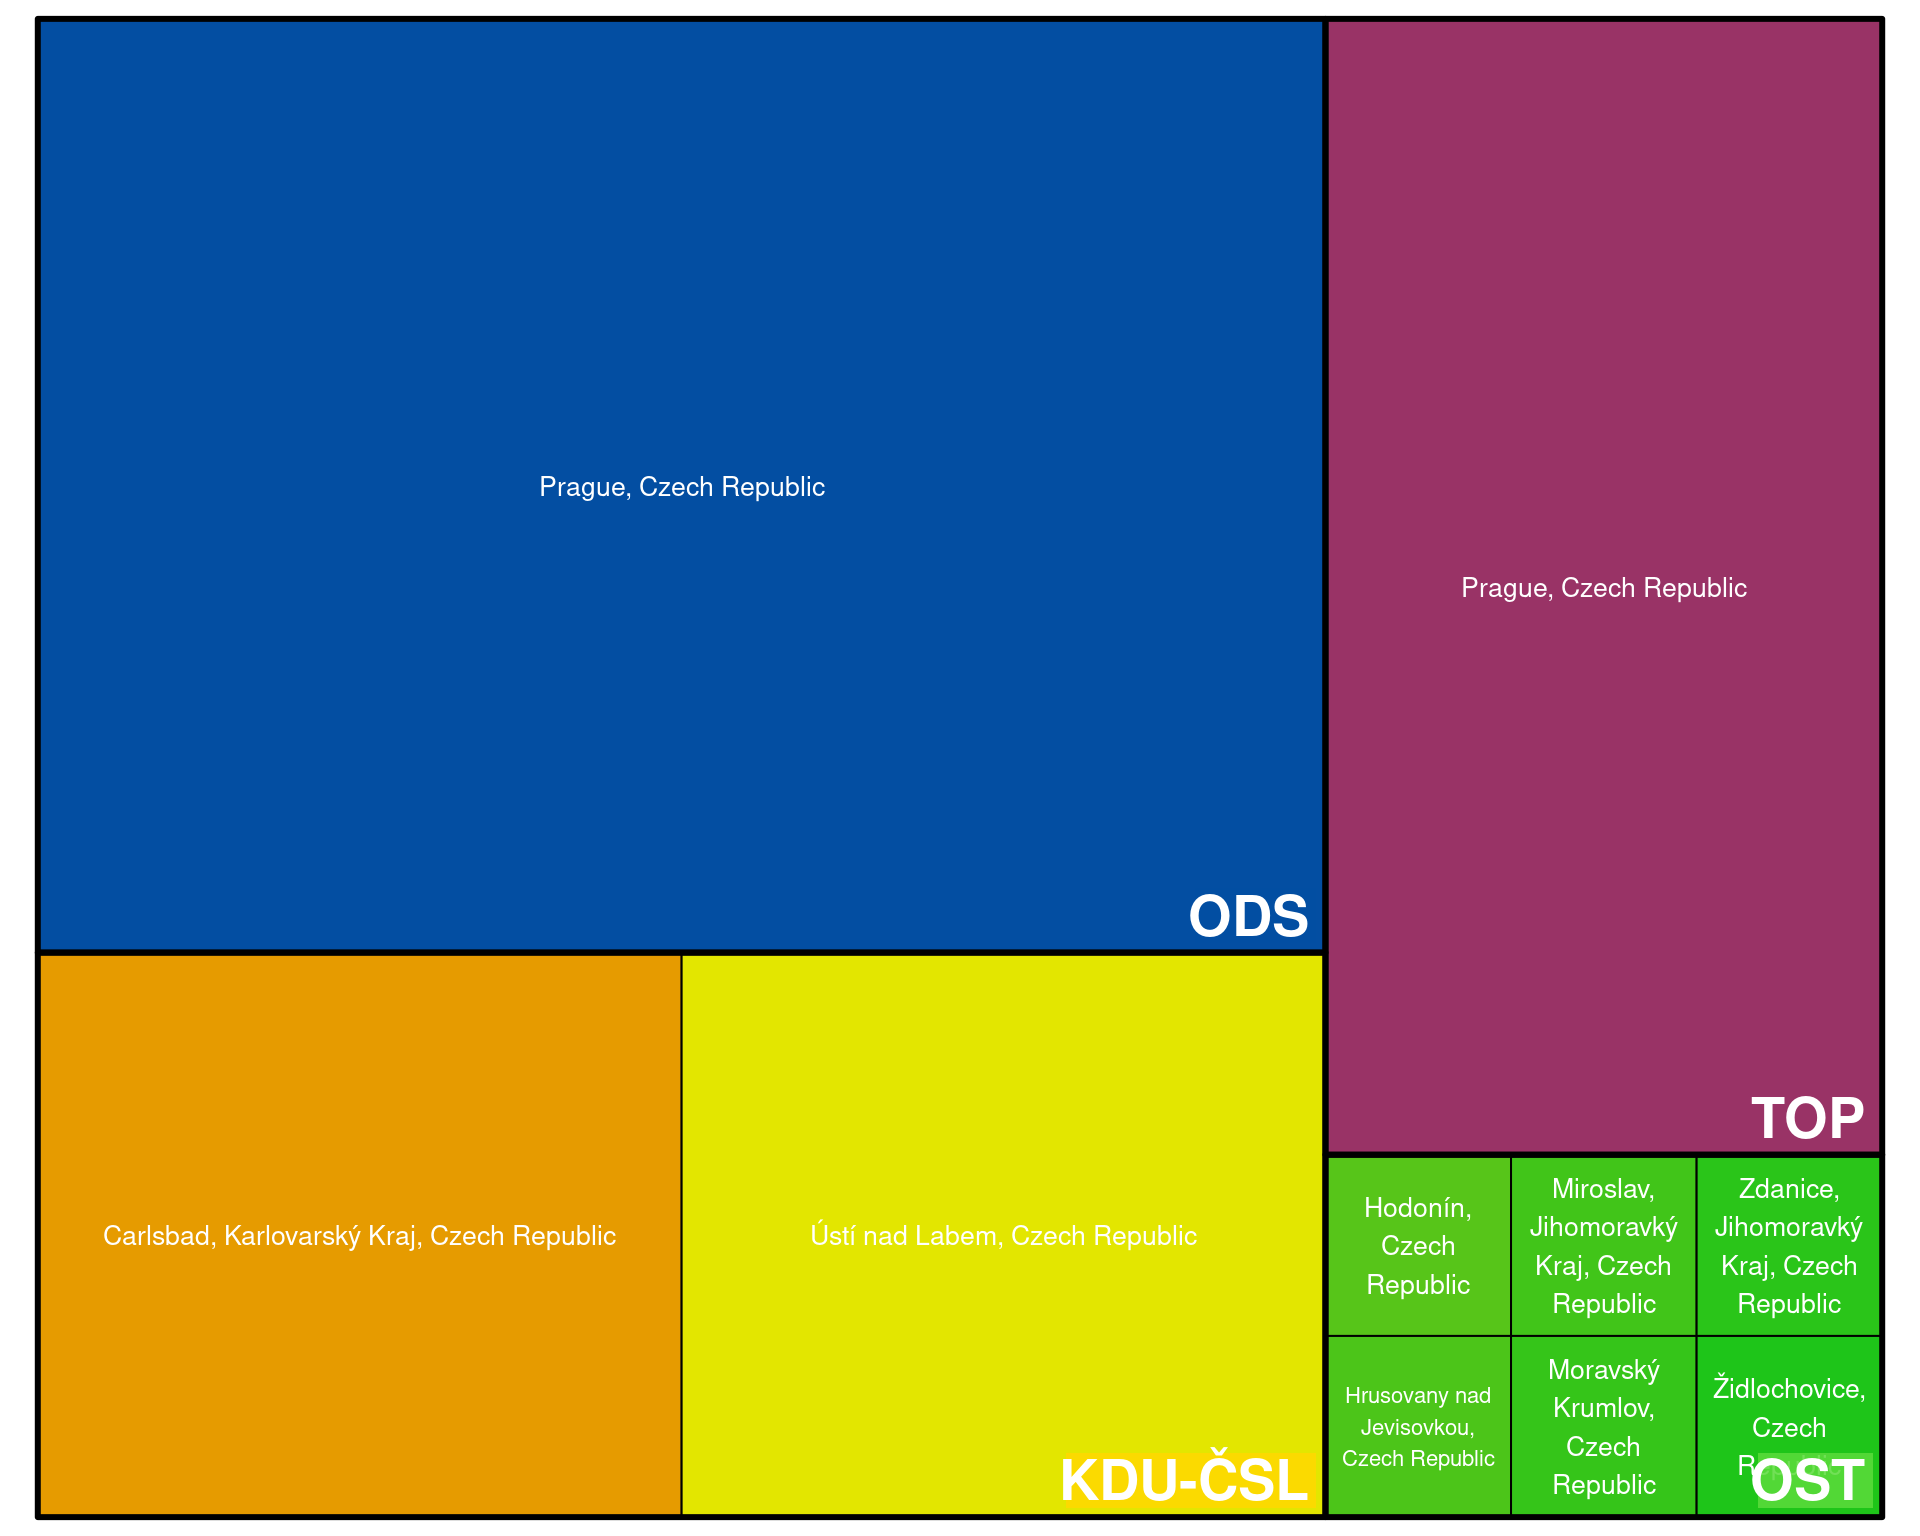 Prague, Czech Republic
ODS
Prague, Czech Republic
TOP
Carlsbad, Karlovarský Kraj, Czech Republic
Ústí nad Labem, Czech Republic
KDU-ČSL
Hodonín,
Czech
Republic
Miroslav,
Jihomoravký
Kraj, Czech
Republic
Zdanice,
Jihomoravký
Kraj, Czech
Republic
Hrusovany nad
Jevisovkou,
Czech Republic
Moravský
Krumlov,
Czech
Republic
Židlochovice,
Czech
Republic
OST